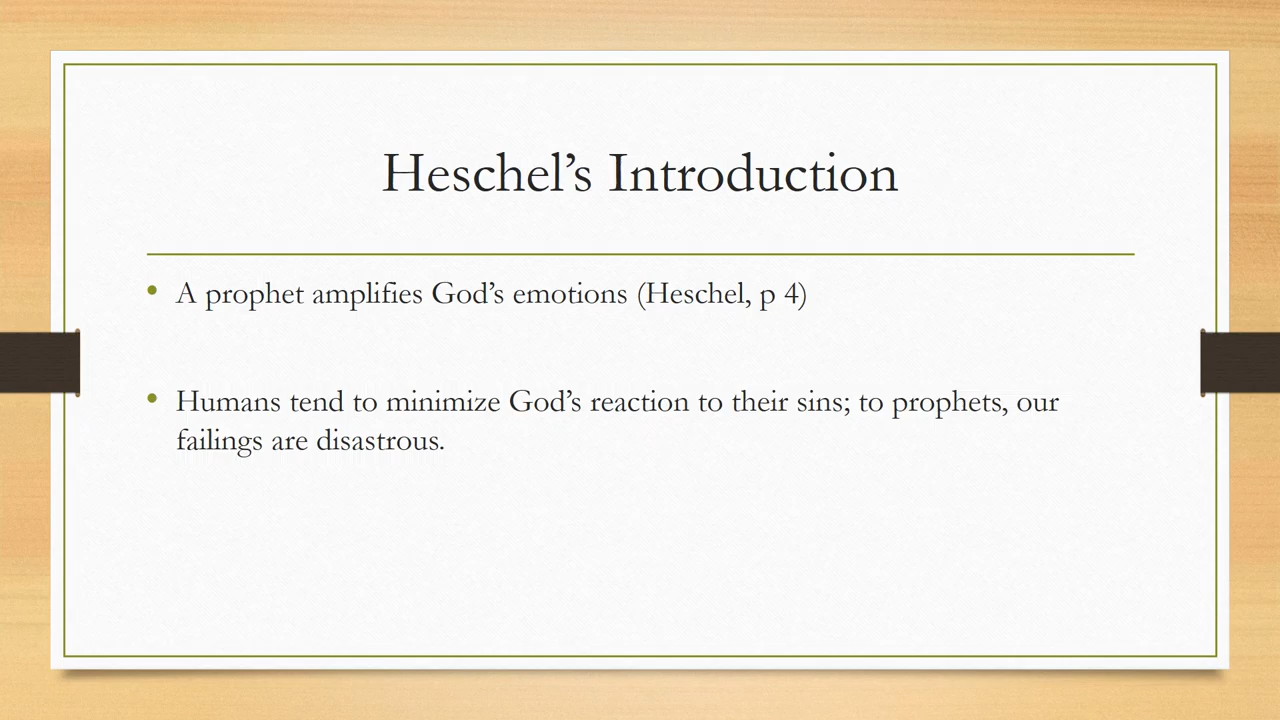 Heschel’s Introduction
• A prophet amplifies God’s emotions (Heschel, p 4)
• Humans tend to minimize God’s reaction to their sins; to prophets, our
failings are disastrous.